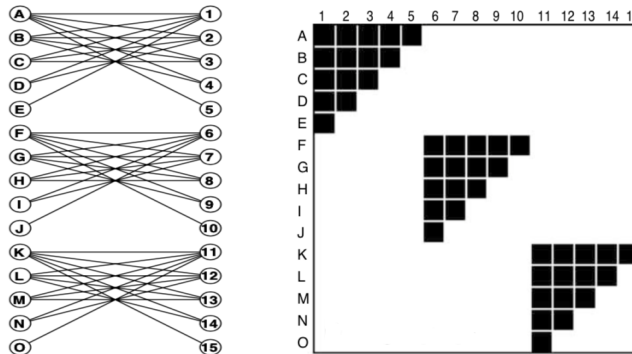 A 1
B 2
C 3
D 4
E 5
F 6
G 7
H 8
I 9
J 10
K 11
L 12
M 13
N 14
O 15
1 2 3 4 5 6 7 8 9 10 11 12 13 14 1
A
B
C
D
E
F
G
H
I
J
K
L
M
N
O